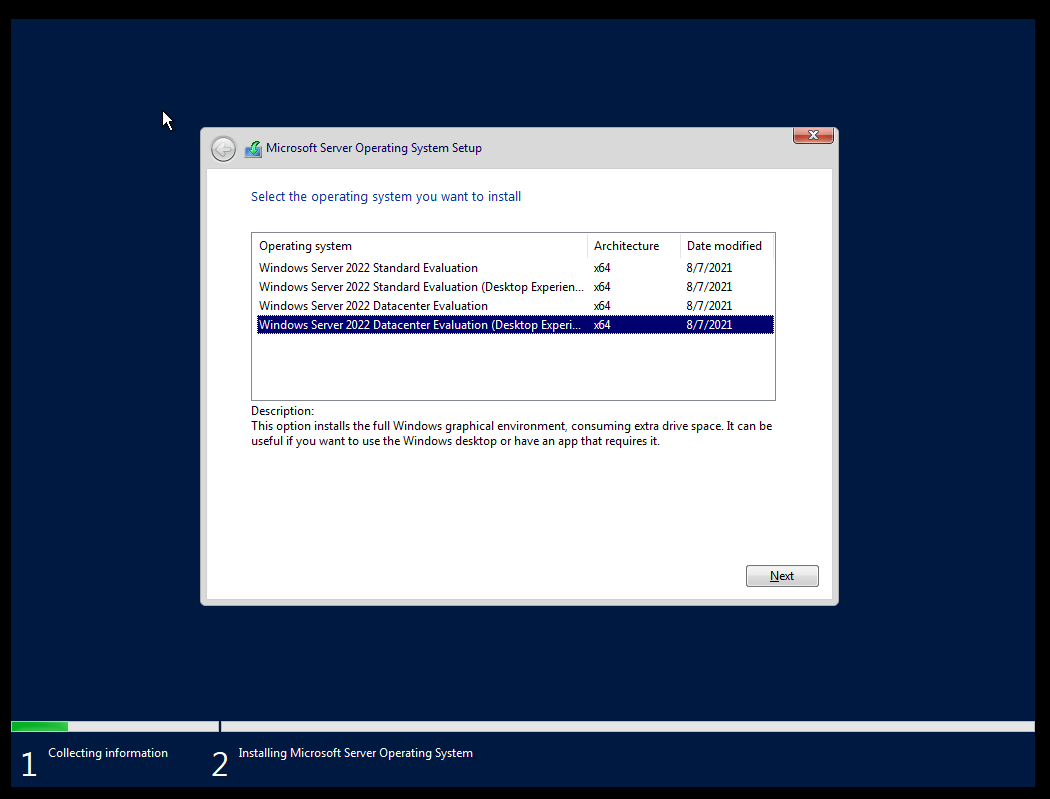 Microsoft Server Operating System Setup
Select the operating system you want to install
Operating system Architecture Date modified
Windows Server 2022 Standard Evaluation x64 8/7/2021
Windows Server 2022 Standard Evaluation (Desktop Experien... x64 8/7/2021
Windows Server 2022 Datacenter Evaluation x64 8/7/2021
Windows Server 2022 Datacenter Evaluation (Desktop Experi... x64 8/7/2021
Description:
This option installs the full Windows graphical environment, consuming extra drive space. It can be
useful if you want to use the Windows desktop or have an app that requires it.
Next
1 Collecting information 2 Installing Microsoft Server Operating System